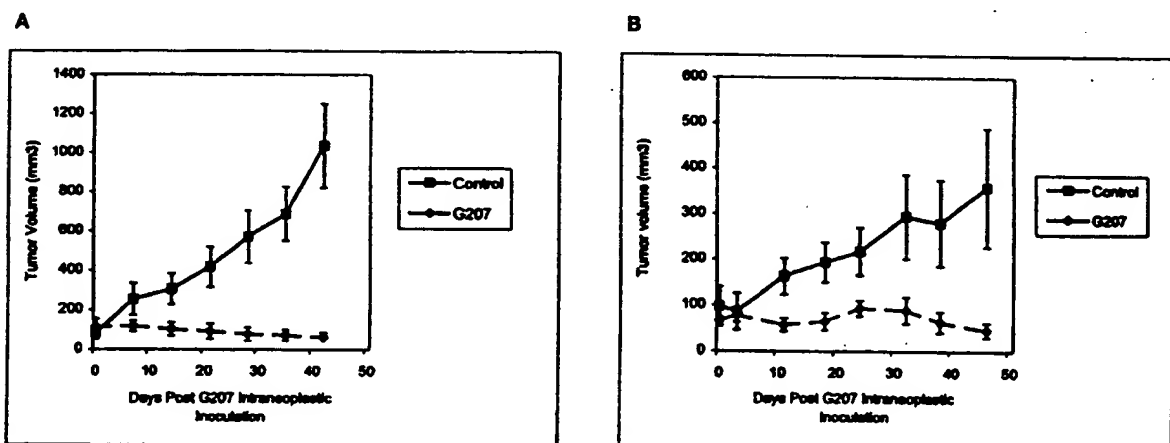 A
1400
1200
1000
800
600
400
200
0
0 10 20 30 40 50
Tumor Volume (mm3)
Days Post G207 Intraneoplastic
Inoculation
Control
G207
B
600
500
400
300
200
100
0
0 10 20 30 40 50
Tumor volume (mm3)
Days Post G207 Intraneoplastic
Inoculation
Control
G207